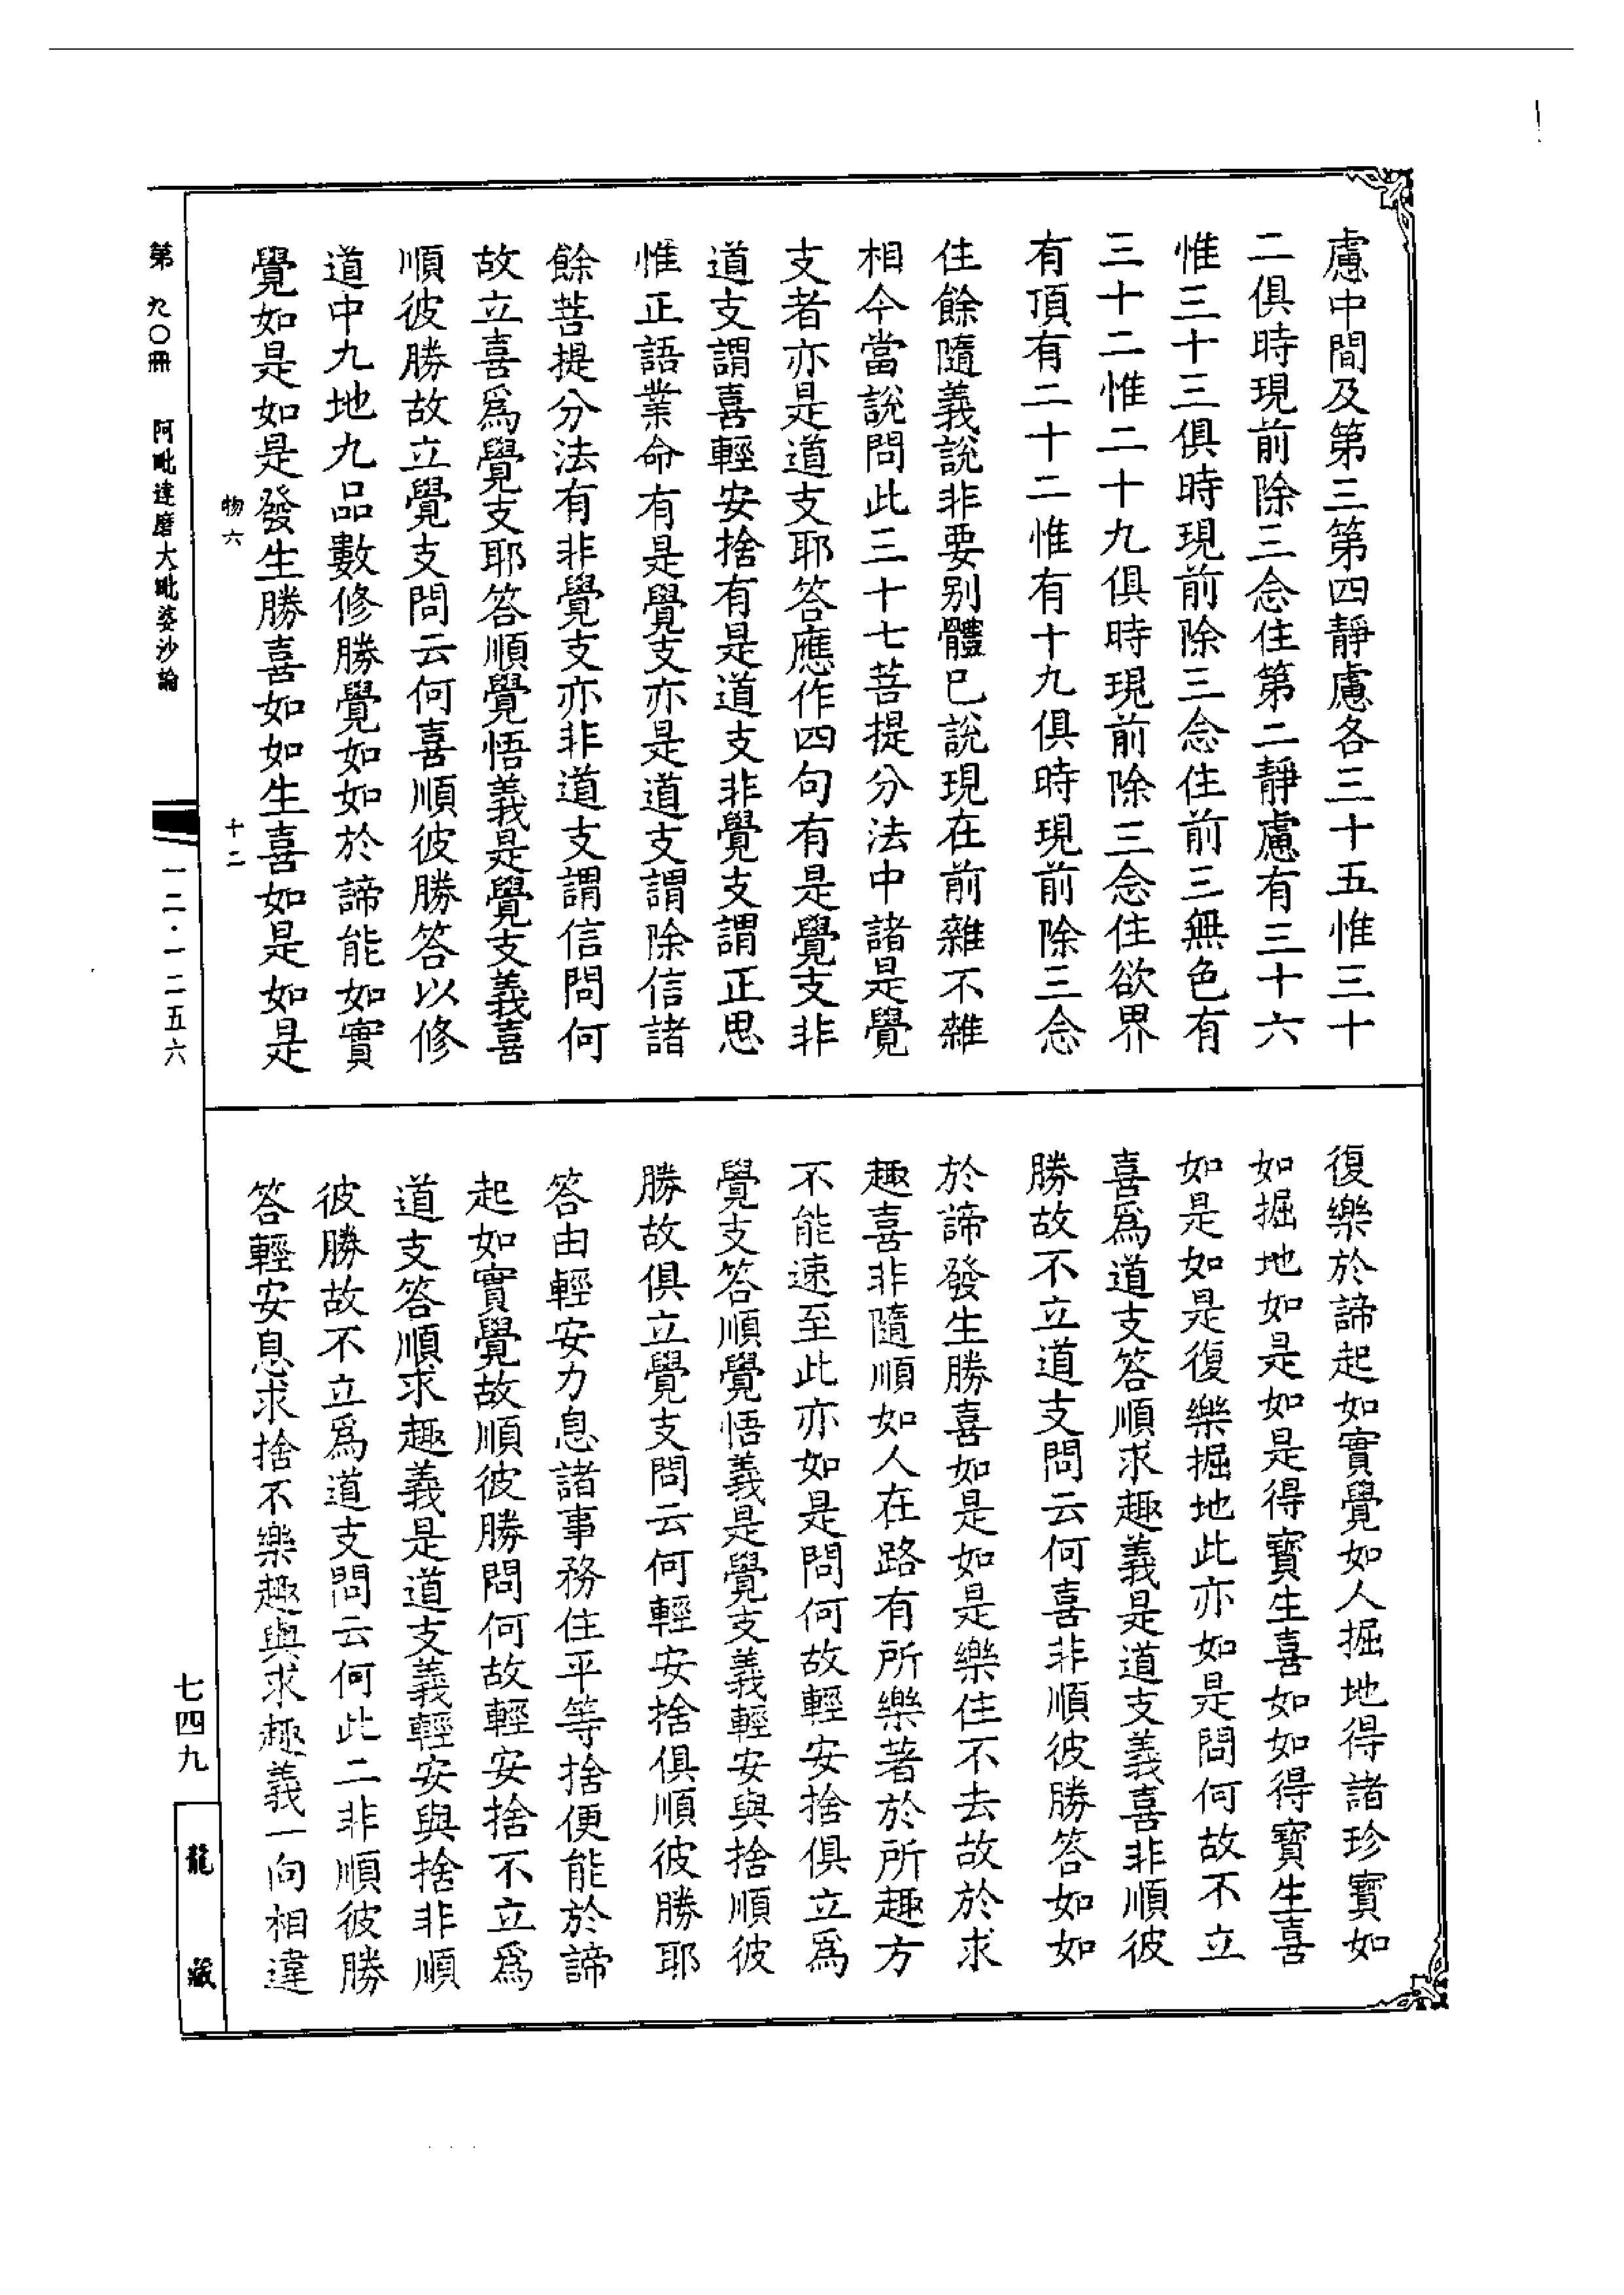 慮中間及第三第四靜慮各三十五惟三十
二俱時現前除三念住第二靜慮有三十六
惟三十三俱時現前除三念住前三無色有
三十二惟二十九俱時現前除三念住欲界
有頂有二十二惟有十九俱時現前除三念
住餘隨義說非要別體已說現在前雜不雜
相今當說問此三十七菩提分法中諸是覺
支者亦是道支耶答應作四句有是覺支非
道支謂喜輕安捨有是道支非覺支謂正思
惟正語業命有是覺支亦是道支謂除信諸
餘菩提分法有非覺支亦非道支謂信問何
故立喜爲覺支耶答順覺悟義是覺支義喜
順彼勝故立覺支問云何喜順彼勝答以修
道中九地九品數修勝覺如如於諦能如實
覺如是如是發生勝喜如如生喜如是如是
復樂於諦起如實覺如人掘地得諸珍寶如
如掘地如是如是得寶生喜如如得寶生喜
如是如是復樂掘地此亦如是問何故不立
喜爲道支答順求趣義是道支義喜非順彼
勝故不立道支問云何喜非順彼勝答如如
於諦發生勝喜如是如是樂住不去故於求
趣喜非隨順如人在路有所樂著於所趣方
不能速至此亦如是問何故輕安捨俱立爲
覺支答順覺悟義是覺支義輕安與捨順彼
勝故俱立覺支問云何輕安捨俱順彼勝耶
答由輕安力息諸事務住平等捨便能於諦
起如實覺故順彼勝問何故輕安捨不立爲
道支答順求趣義是道支義輕安與捨非順
彼勝故不立爲道支問云何此二非順彼勝
答輕安息求捨不樂趣與求趣義一向相違
物六 十二
第九〇冊 阿毗達磨大毗婆沙論
一二·一二五六
七四九
龍藏